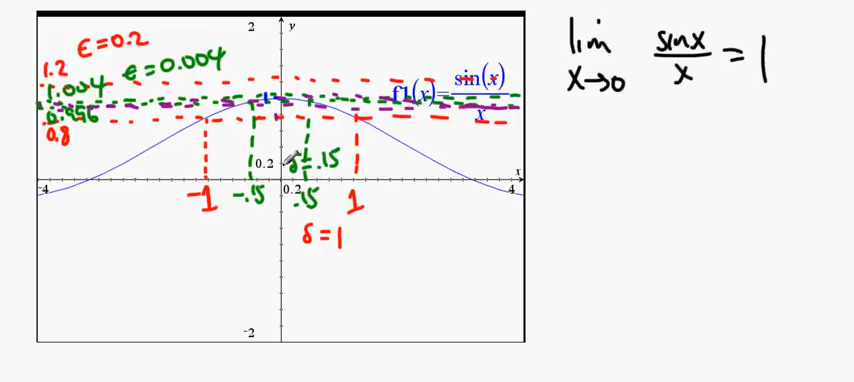 2
y
ϵ = 0.2
ϵ = 0.004
1.2
1.004
0.996
0.8
f1(x)=sin(x)/x
lim x→0 sinx/x = 1
0.2
δ = .15
x
-4
0.2
4
-1
-.15
.15
1
δ = 1
-2